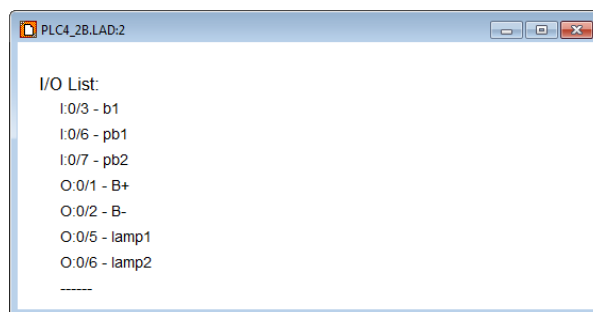 PLC4_2B.LAD:2
I/O List:
I:0/3 - b1
I:0/6 - pb1
I:0/7 - pb2
O:0/1 - B+
O:0/2 - B-
O:0/5 - lamp1
O:0/6 - lamp2
------